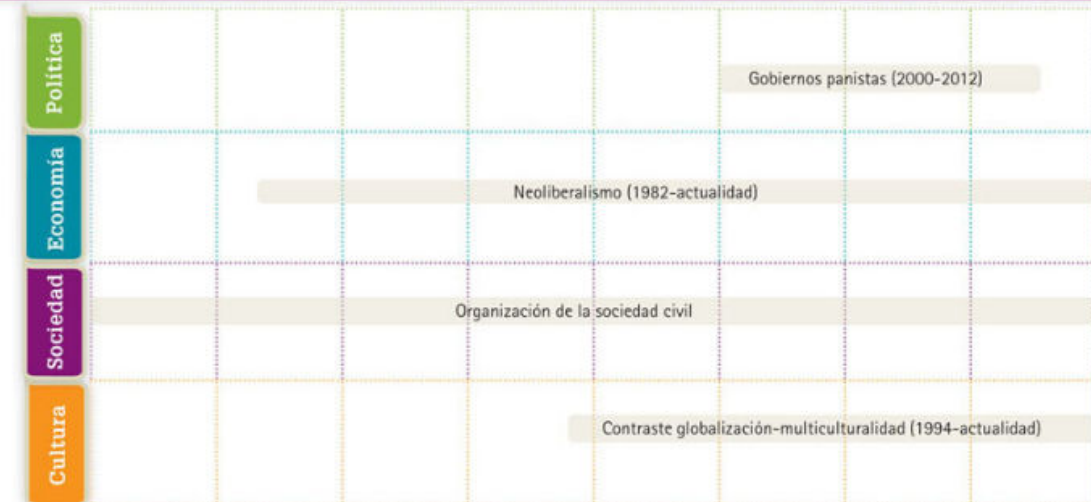 Política
Gobiernos panistas (2000-2012)
Economía
Neoliberalismo (1982-actualidad)
Sociedad
Organización de la sociedad civil
Cultura
Contraste globalización-multiculturalidad (1994-actualidad)